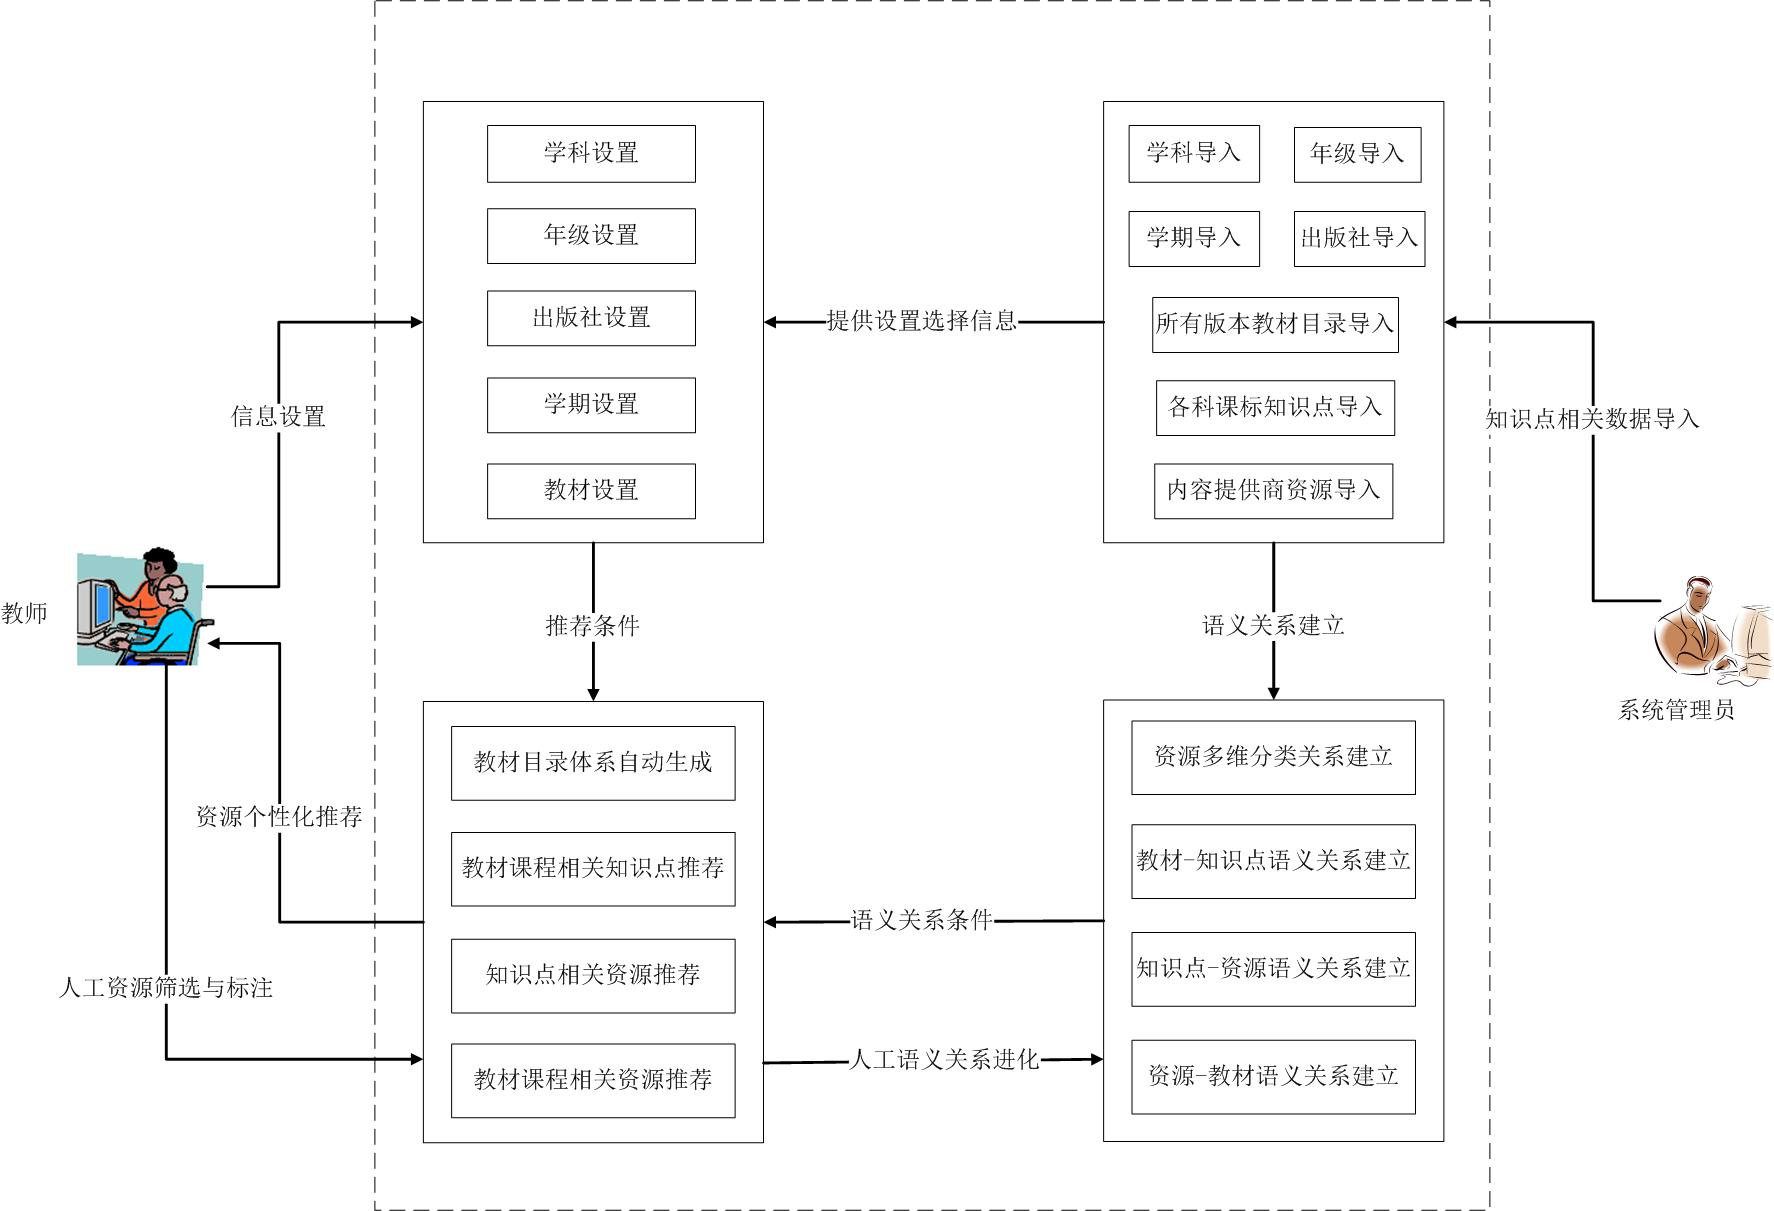 学科设置
年级设置
出版社设置
学期设置
教材设置
学科导入
年级导入
学期导入
出版社导入
所有版本教材目录导入
各科课标知识点导入
内容提供商资源导入
提供设置选择信息
信息设置
知识点相关数据导入
教师
推荐条件
语义关系建立
系统管理员
教材目录体系自动生成
教材课程相关知识点推荐
知识点相关资源推荐
教材课程相关资源推荐
资源多维分类关系建立
教材-知识点语义关系建立
知识点-资源语义关系建立
资源-教材语义关系建立
资源个性化推荐
语义关系条件
人工资源筛选与标注
人工语义关系进化